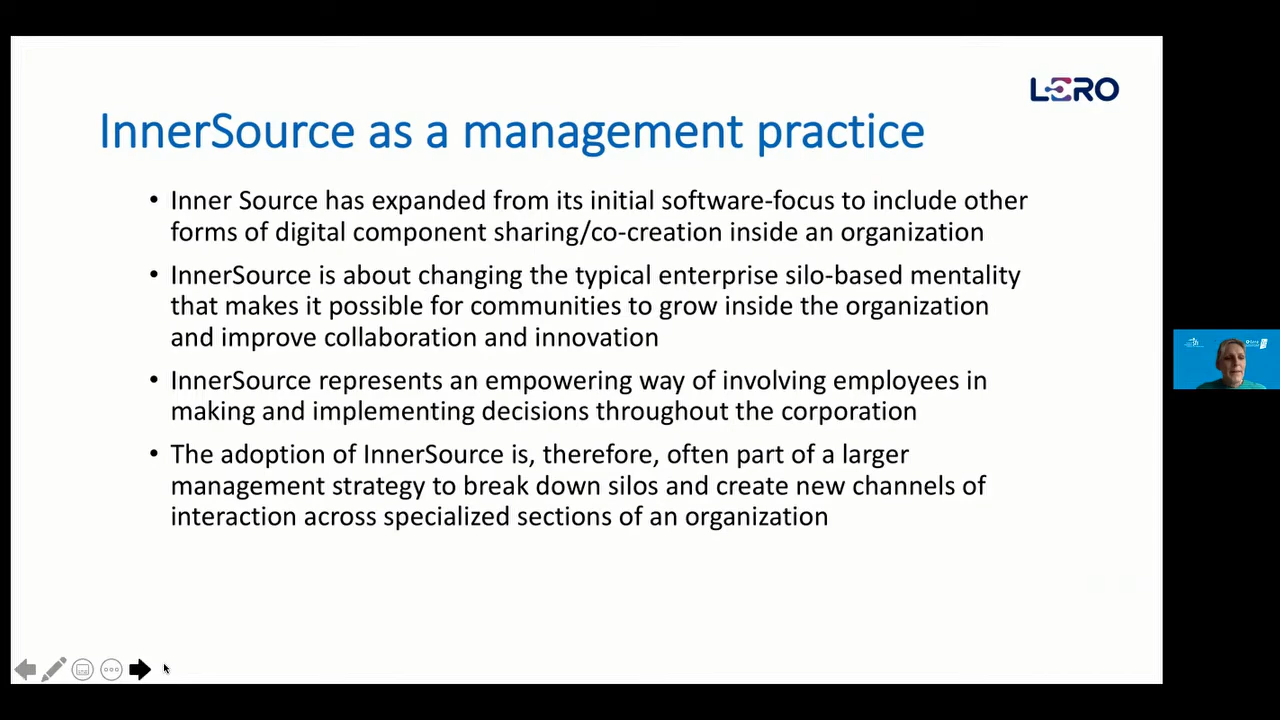 LERO
InnerSource as a management practice
• Inner Source has expanded from its initial software-focus to include other
forms of digital component sharing/co-creation inside an organization
• InnerSource is about changing the typical enterprise silo-based mentality
that makes it possible for communities to grow inside the organization
and improve collaboration and innovation
• InnerSource represents an empowering way of involving employees in
making and implementing decisions throughout the corporation
• The adoption of InnerSource is, therefore, often part of a larger
management strategy to break down silos and create new channels of
interaction across specialized sections of an organization